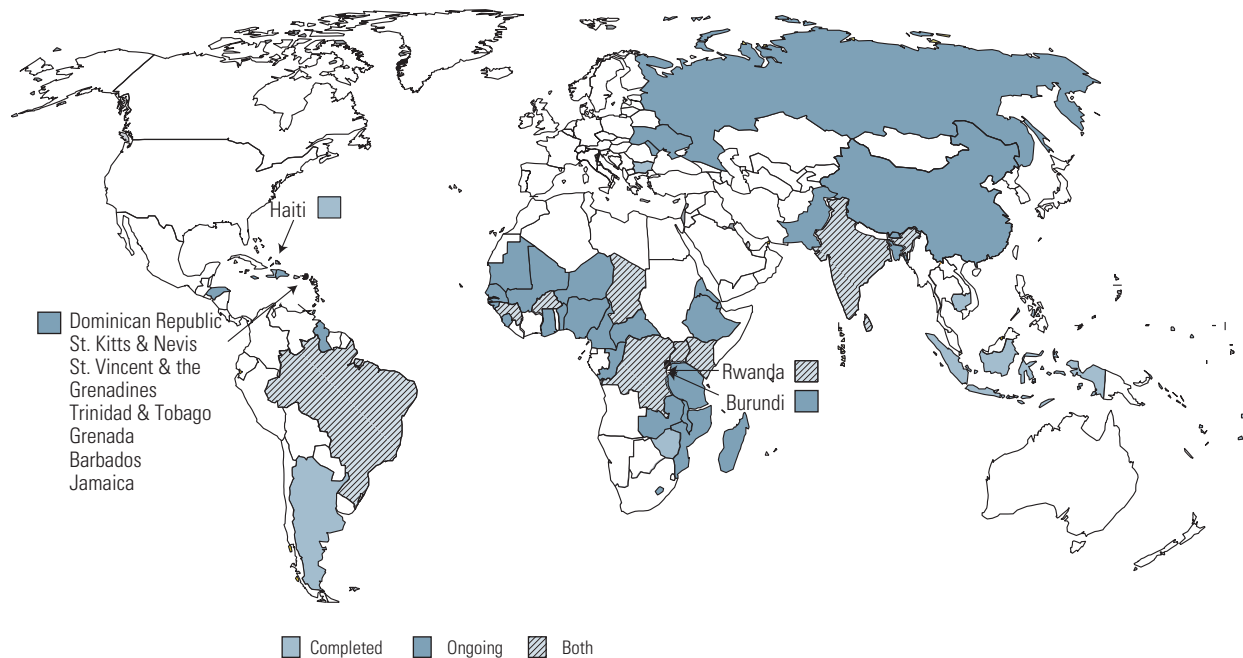 Haiti
Dominican Republic
St. Kitts & Nevis
St. Vincent & the
Grenadines
Trinidad & Tobago
Grenada
Barbados
Jamaica
Rwanda
Burundi
Completed
Ongoing
Both